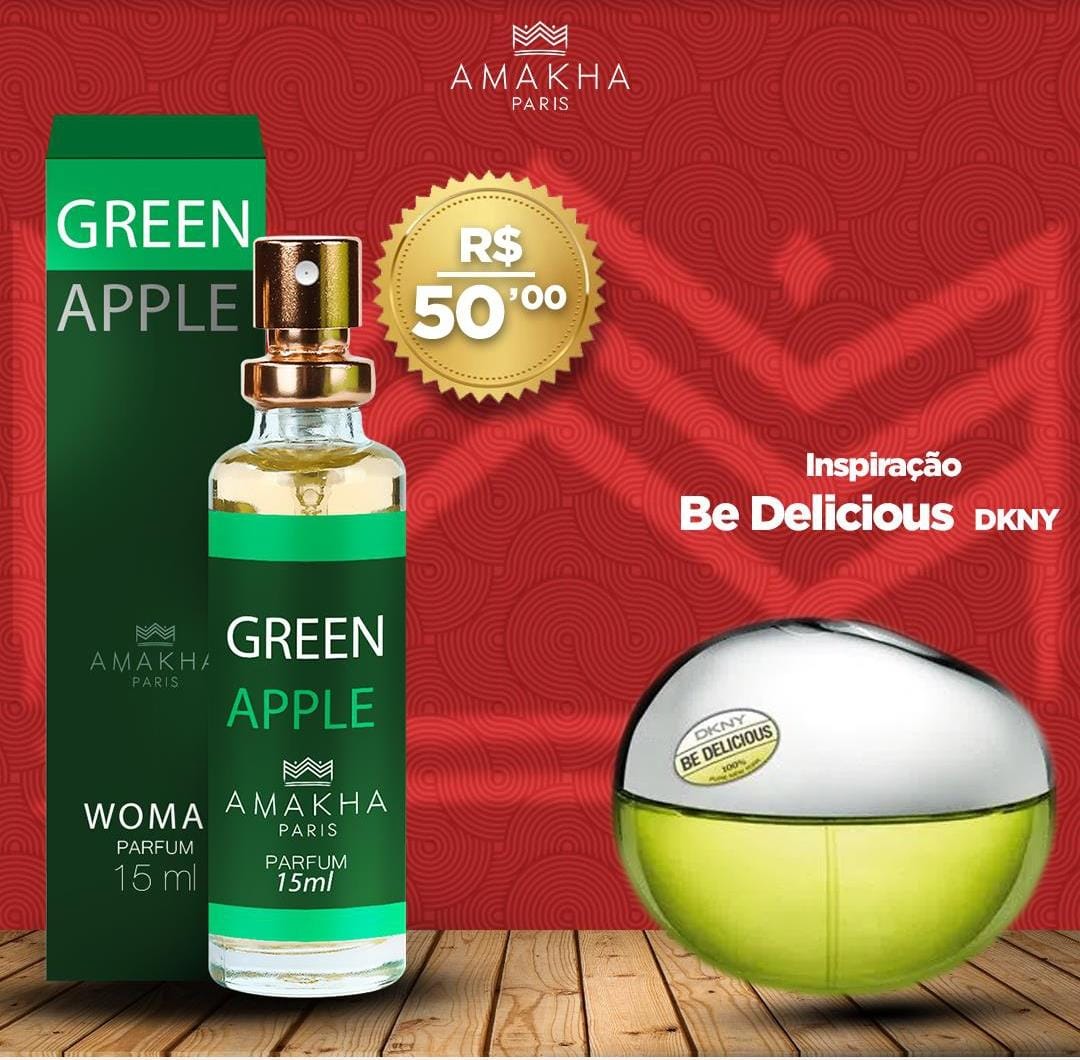 AMAKHA
PARIS
GREEN
APPLE
R$
50,00
Inspiração
Be Delicious DKNY
AMAKHA
PARIS
WOMA
PARFUM
15 ml
GREEN
APPLE
AMAKHA
PARIS
PARFUM
15ml
DKNY
BE DELICIOUS
100%